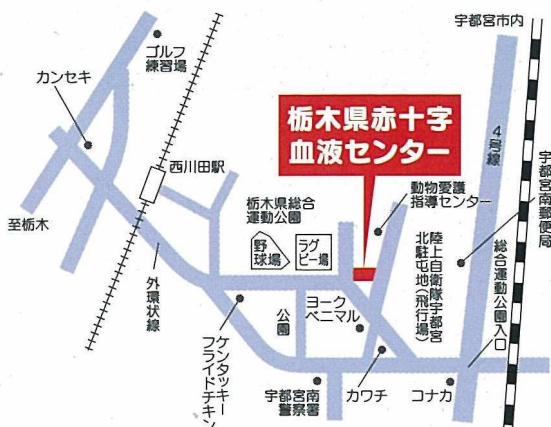 宇都宮市内
ゴルフ
練習場
カンセキ
栃木県赤十字
血液センター
4号線
宇都宮南郵便局
西川田駅
動物愛護
指導センター
栃木県総合
運動公園
至栃木
野
球場
ラグ
ビー場
陸上自衛隊宇都宮
北駐屯地(飛行場)
総合運動公園入口
外環状線
ヨーク
ベニマル
公園
ケンタッキー
フライドチキン
宇都宮南
警察署
カワチ
コナカ